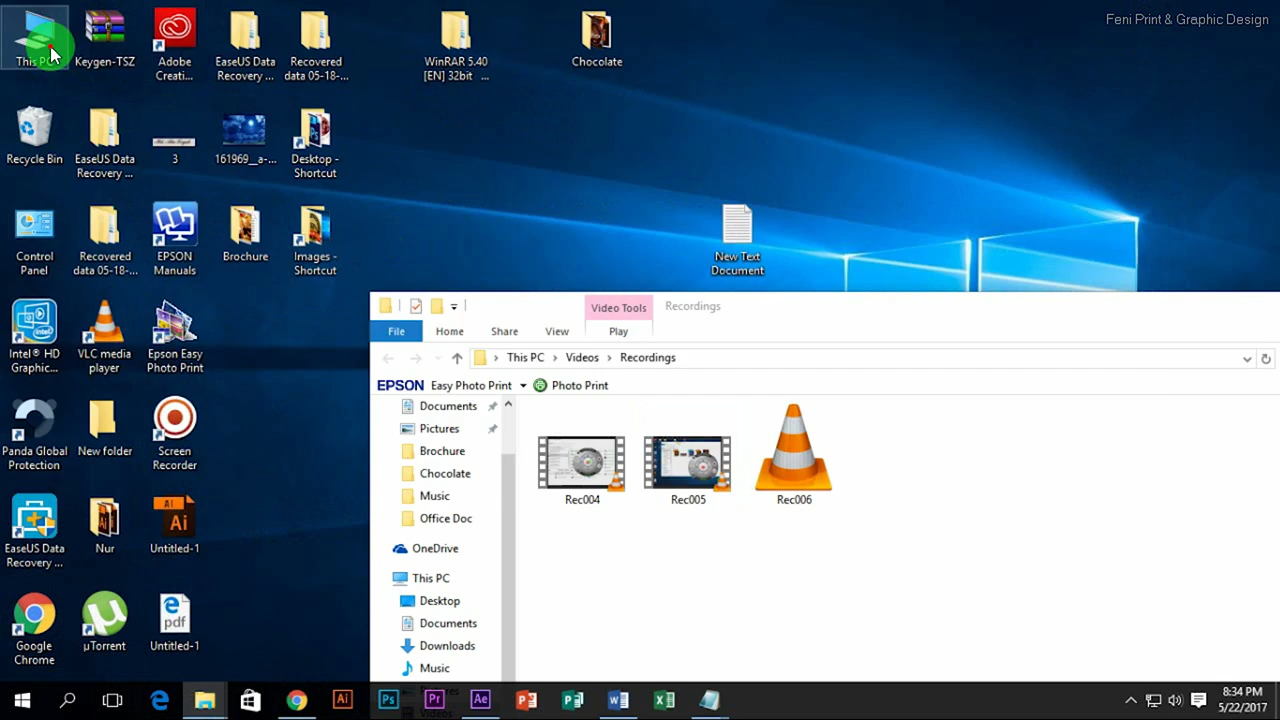 Feni Print & Graphic Design
This PC
Keygen-TSZ
Adobe
Creati...
EaseUS Data
Recovery ...
Recovered
data 05-18-...
WinRAR 5.40
[EN] 32bit ...
Chocolate
Recycle Bin
EaseUS Data
Recovery ...
3
161969__a-...
Desktop -
Shortcut
Control
Panel
Recovered
data 05-18-...
EPSON
Manuals
Brochure
Images -
Shortcut
New Text
Document
Intel® HD
Graphic...
VLC media
player
Epson Easy
Photo Print
Panda Global
Protection
New folder
Screen
Recorder
EaseUS Data
Recovery ...
Nur
Untitled-1
Google
Chrome
µTorrent
Untitled-1
Video Tools
Recordings
File
Home
Share
View
Play
This PC > Videos > Recordings
EPSON Easy Photo Print
Photo Print
Documents
Pictures
Brochure
Chocolate
Music
Office Doc
OneDrive
This PC
Desktop
Documents
Downloads
Music
Rec004
Rec005
Rec006
8:34 PM
5/22/2017